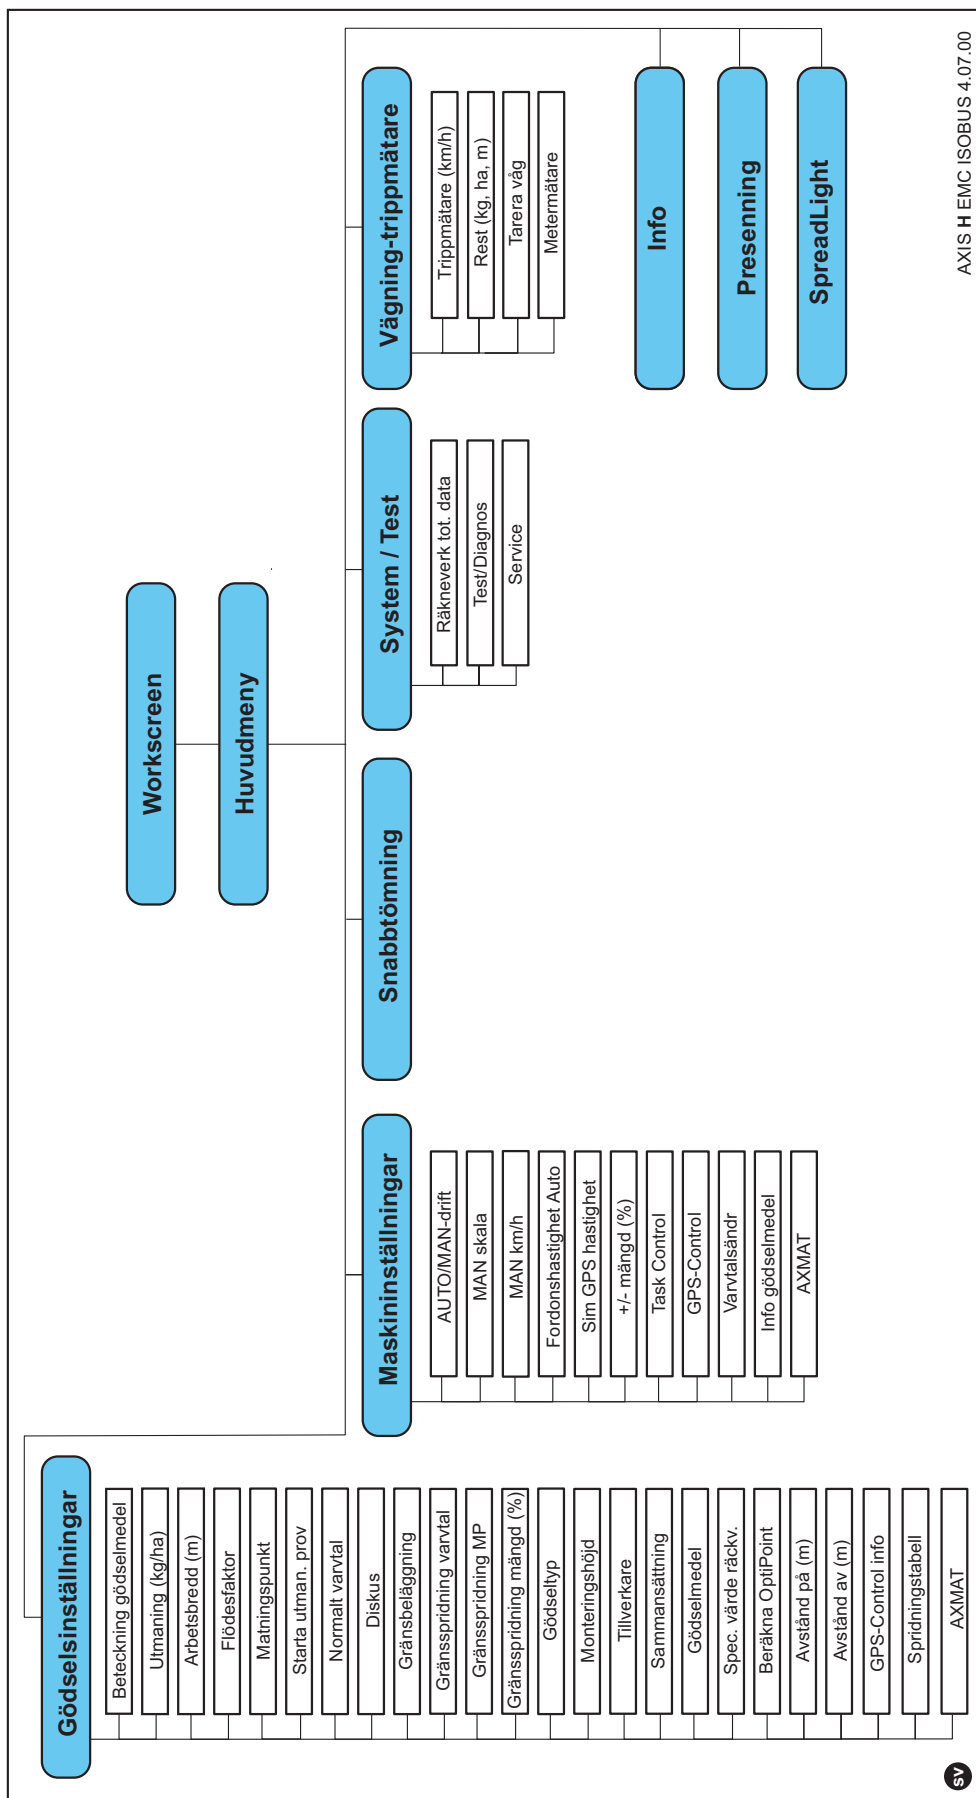 Workscreen
Huvudmeny
Gödselsinställningar
Beteckning gödselmedel
Utmaning (kg/ha)
Arbetsbredd (m)
Flödesfaktor
Matningspunkt
Starta utman. prov
Normalt varvtal
Diskus
Gränsbeläggning
Gränsspridning varvtal
Gränsspridning MP
Gränsspridning mängd (%)
Gödseltyp
Monteringshöjd
Tillverkare
Sammansättning
Gödselmedel
Spec. värde räckv.
Beräkna OptiPoint
Avstånd på (m)
Avstånd av (m)
GPS-Control info
Spridningstabell
AXMAT
Maskininställningar
AUTO/MAN-drift
MAN skala
MAN km/h
Fordonshastighet Auto
Sim GPS hastighet
+/- mängd (%)
Task Control
GPS-Control
Varvtalsändr
Info gödselmedel
AXMAT
Snabbtömning
System / Test
Räkneverk tot. data
Test/Diagnos
Service
Vägning-trippmätare
Trippmätare (km/h)
Rest (kg, ha, m)
Tarera våg
Metermätare
Info
Presenning
SpreadLight
sv
AXIS H EMC ISOBUS 4.07.00